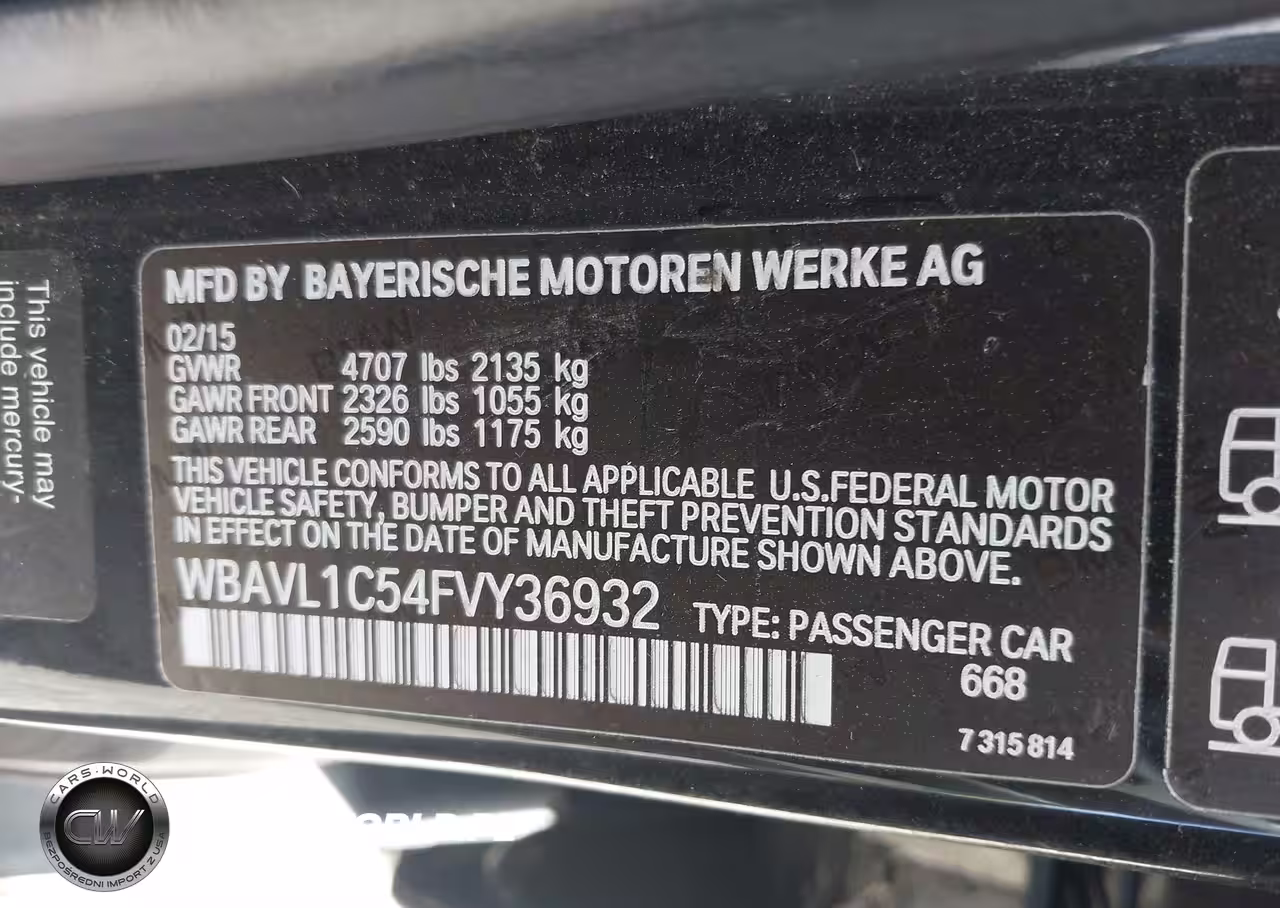 This vehicle may
include mercury-
MFD BY BAYERISCHE MOTOREN WERKE AG
02/15
GVWR 4707 lbs 2135 kg
GAWR FRONT 2326 lbs 1055 kg
GAWR REAR 2590 lbs 1175 kg
THIS VEHICLE CONFORMS TO ALL APPLICABLE U.S.FEDERAL MOTOR
VEHICLE SAFETY, BUMPER AND THEFT PREVENTION STANDARDS
IN EFFECT ON THE DATE OF MANUFACTURE SHOWN ABOVE.
WBAVL1C54FVY36932 TYPE: PASSENGER CAR
668
7 315 814
CARS·WORLD
CW
BEZPOŚREDNI IMPORT Z USA